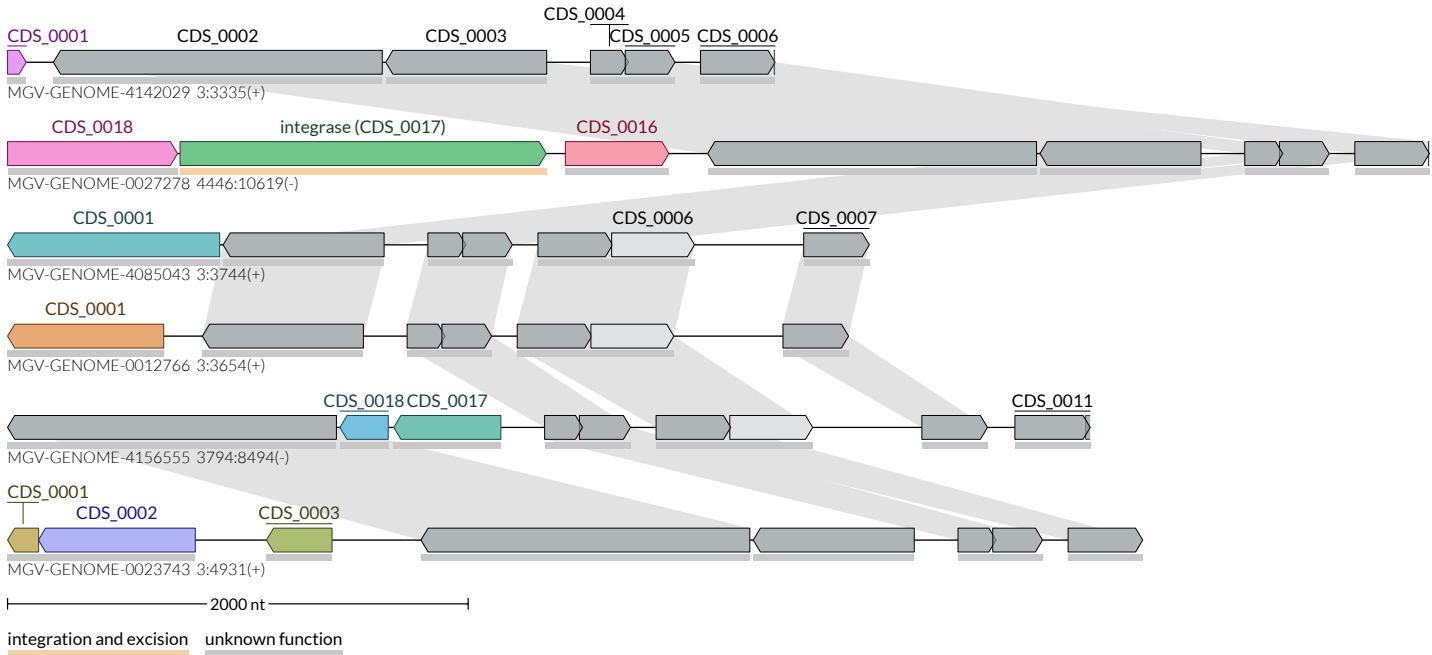 CDS_0004
CDS_0001 CDS_0002 CDS_0003 CDS_0005 CDS_0006
MGV-GENOME-4142029 3:3335(+)
CDS_0018 integrase (CDS_0017) CDS_0016
MGV-GENOME-0027278 4446:10619(-)
CDS_0001 CDS_0006 CDS_0007
MGV-GENOME-4085043 3:3744(+)
CDS_0001
MGV-GENOME-0012766 3:3654(+)
CDS_0018 CDS_0017 CDS_0011
MGV-GENOME-4156555 3794:8494(-)
CDS_0001
CDS_0002 CDS_0003
MGV-GENOME-0023743 3:4931(+)
2000 nt
integration and excision unknown function